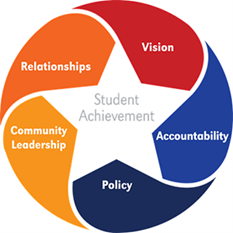 Vision
Relationships
Student
Achievement
Community
Leadership
Accountability
Policy